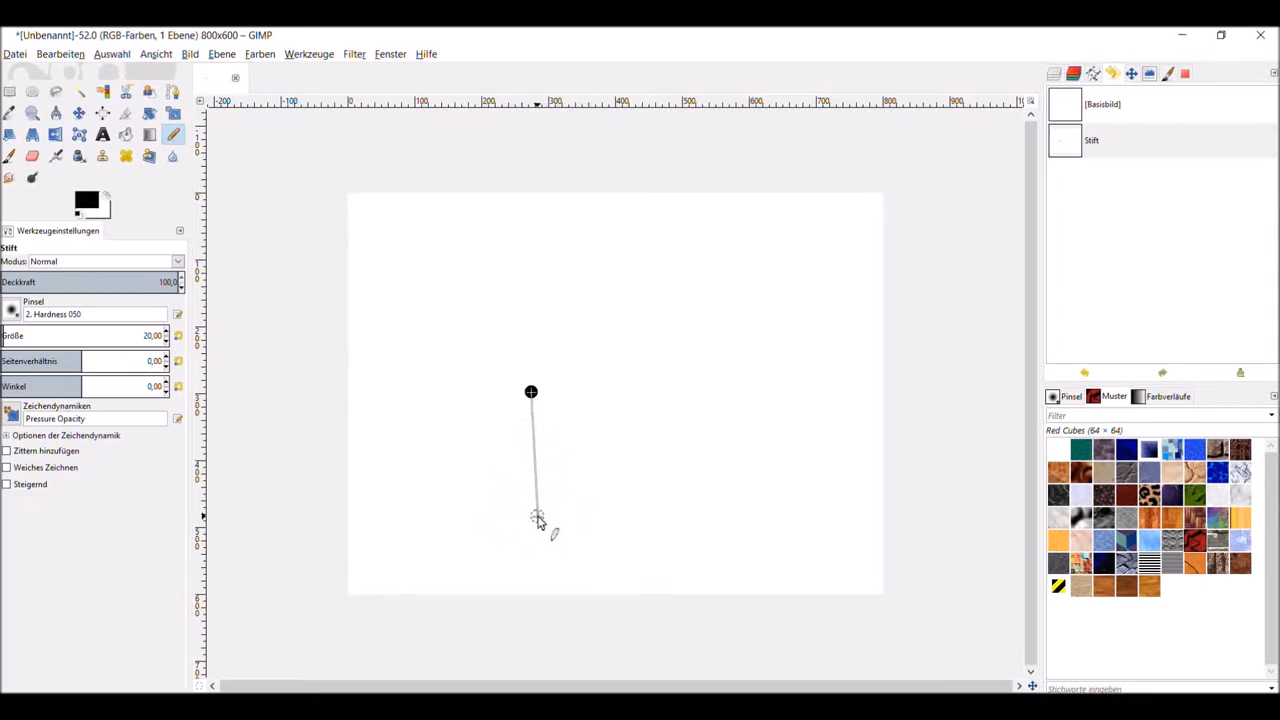 *[Unbenannt]-52.0 (RGB-Farben, 1 Ebene) 800x600 – GIMP
Datei Bearbeiten Auswahl Ansicht Bild Ebene Farben Werkzeuge Filter Fenster Hilfe
-200 -100 0 100 200 300 400 500 600 700 800 900
[Basisbild]
Stift
Werkzeugeinstellungen
Stift
Modus: Normal
Deckkraft 100,0
Pinsel
2. Hardness 050
Größe 20,00
Seitenverhältnis 0,00
Winkel 0,00
Zeichendynamiken
Pressure Opacity
Optionen der Zeichendynamik
Zittern hinzufügen
Weiches Zeichnen
Steigernd
Pinsel Muster Farbverläufe
Filter
Red Cubes (64 × 64)
Stichworte eingeben